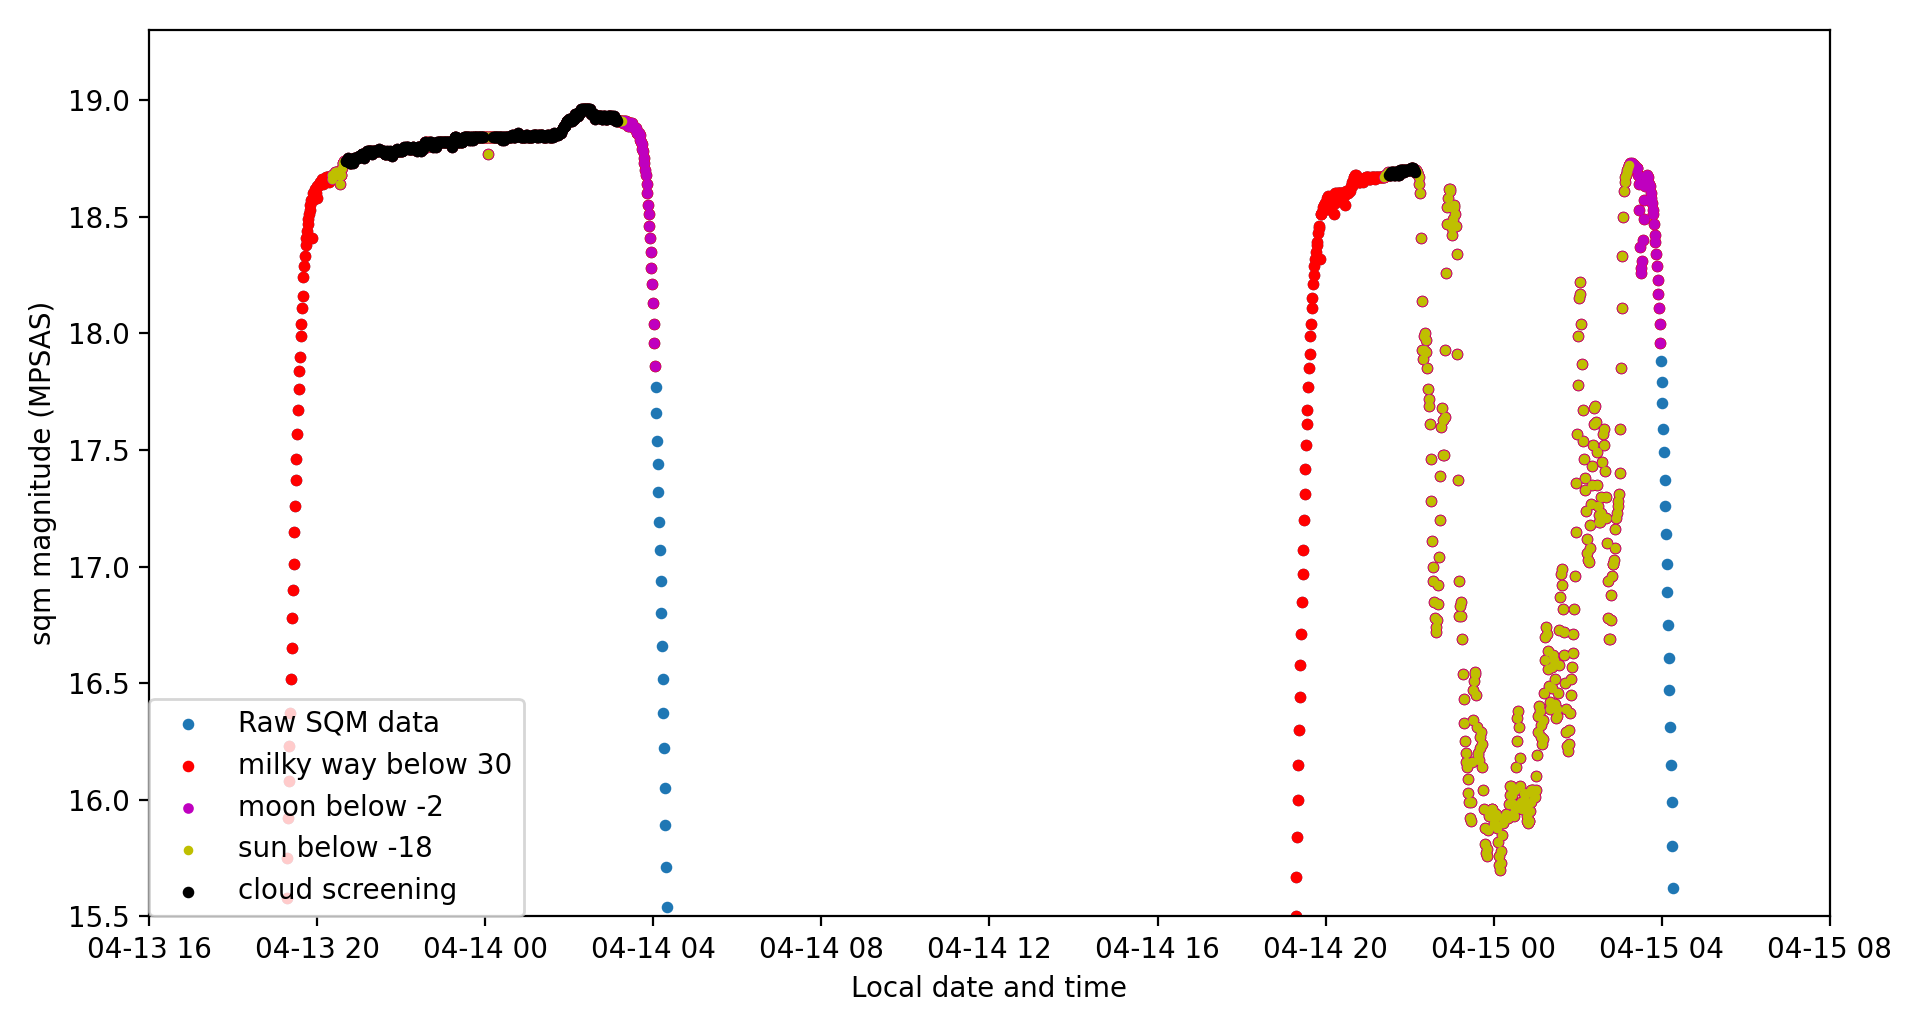 19.0
18.5
18.0
17.5
17.0
16.5
16.0
15.5
sqm magnitude (MPSAS)
Raw SQM data
milky way below 30
moon below -2
sun below -18
cloud screening
04-13 16 04-13 20 04-14 00 04-14 04 04-14 08 04-14 12 04-14 16 04-14 20 04-15 00 04-15 04 04-15 08
Local date and time